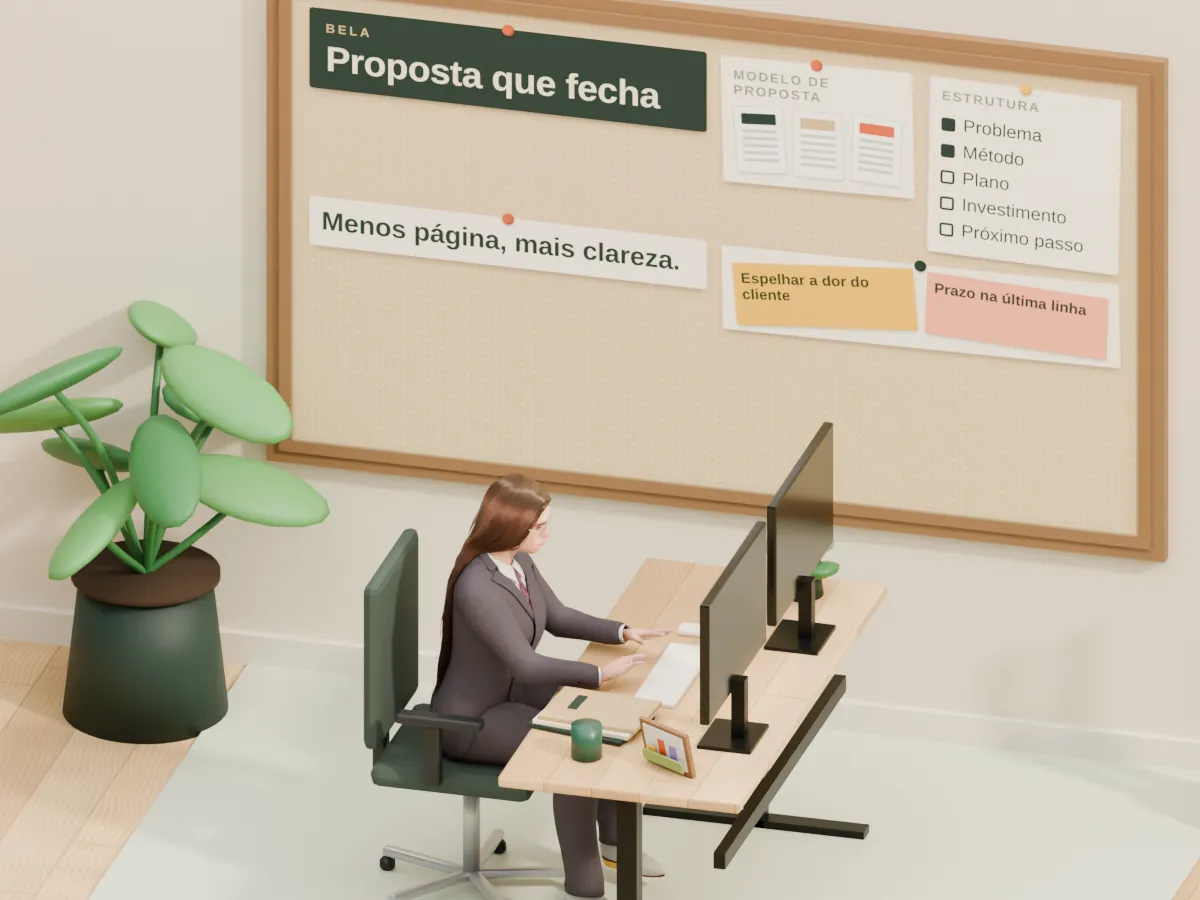 BELA
Proposta que fecha
Menos página, mais clareza.
MODELO DE
PROPOSTA
ESTRUTURA
Problema
Método
Plano
Investimento
Próximo passo
Espelhar a dor do
cliente
Prazo na última linha